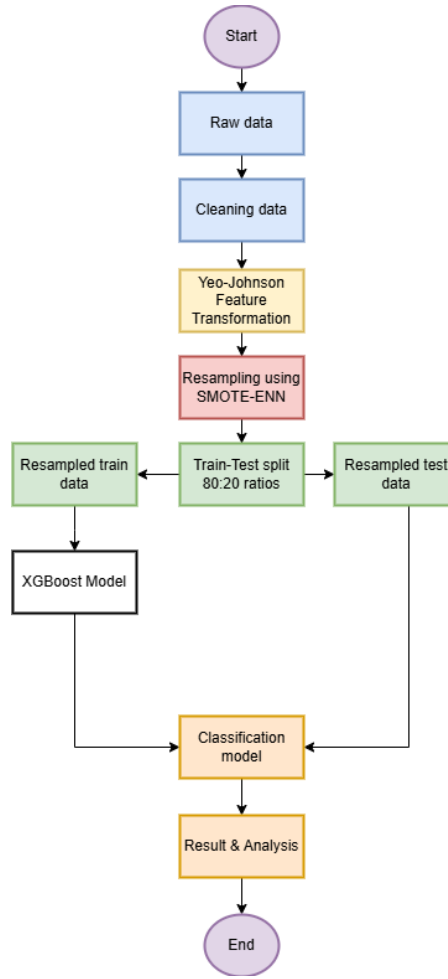 Start
Raw data
Cleaning data
Yeo-Johnson
Feature
Transformation
Resampling using
SMOTE-ENN
Resampled train
data
Train-Test split
80:20 ratios
Resampled test
data
XGBoost Model
Classification
model
Result & Analysis
End